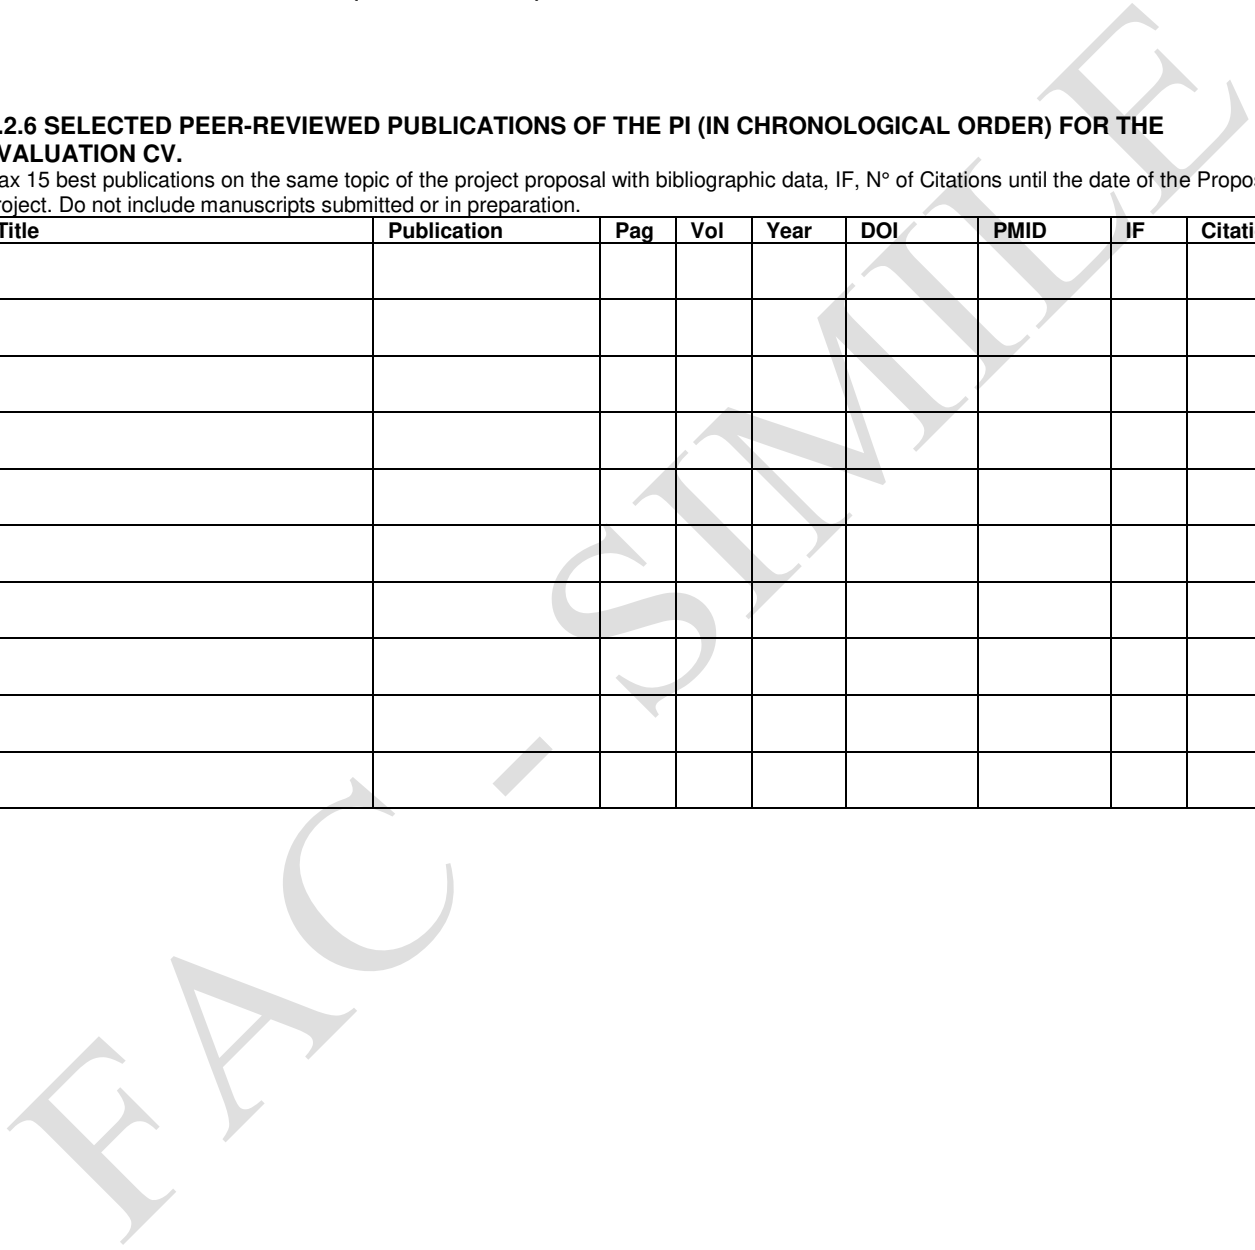 .2.6 SELECTED PEER-REVIEWED PUBLICATIONS OF THE PI (IN CHRONOLOGICAL ORDER) FOR THE
VALUATION CV.
ax 15 best publications on the same topic of the project proposal with bibliographic data, IF, N° of Citations until the date of the Propos
roject. Do not include manuscripts submitted or in preparation.
Title Publication Pag Vol Year DOI PMID IF Citati
FAC - SIMILE